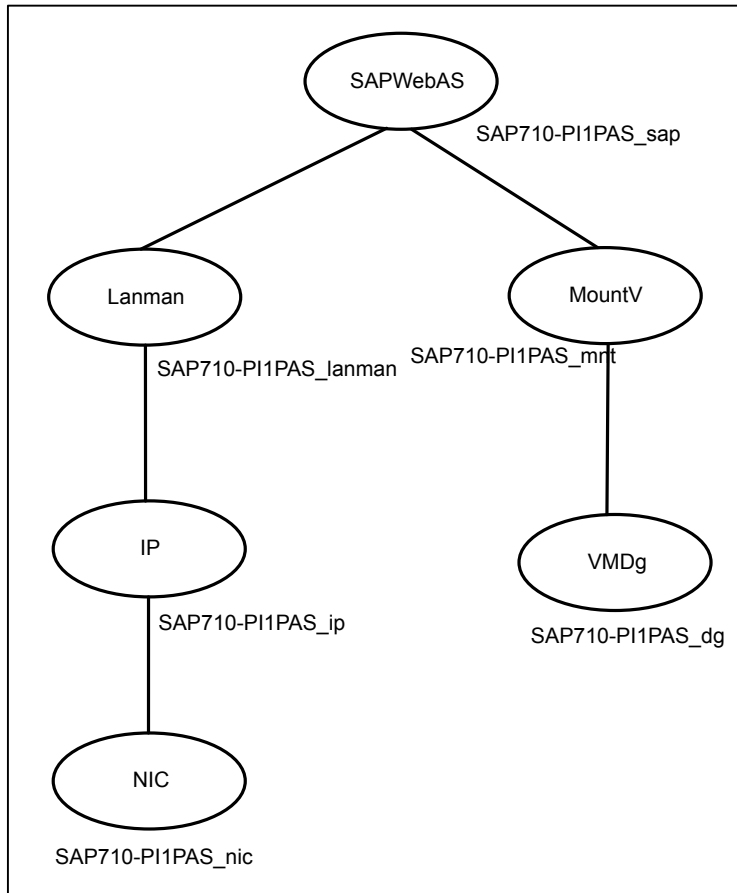 SAPWebAS
SAP710-PI1PAS_sap
Lanman
MountV
SAP710-PI1PAS_mnt
SAP710-PI1PAS_lanman
IP
VMDg
SAP710-PI1PAS_ip
SAP710-PI1PAS_dg
NIC
SAP710-PI1PAS_nic